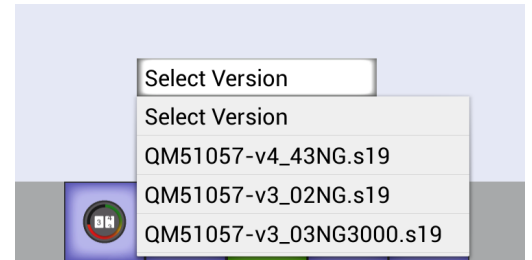 Select Version
Select Version
QM51057-v4_43NG.s19
QM51057-v3_02NG.s19
QM51057-v3_03NG3000.s19